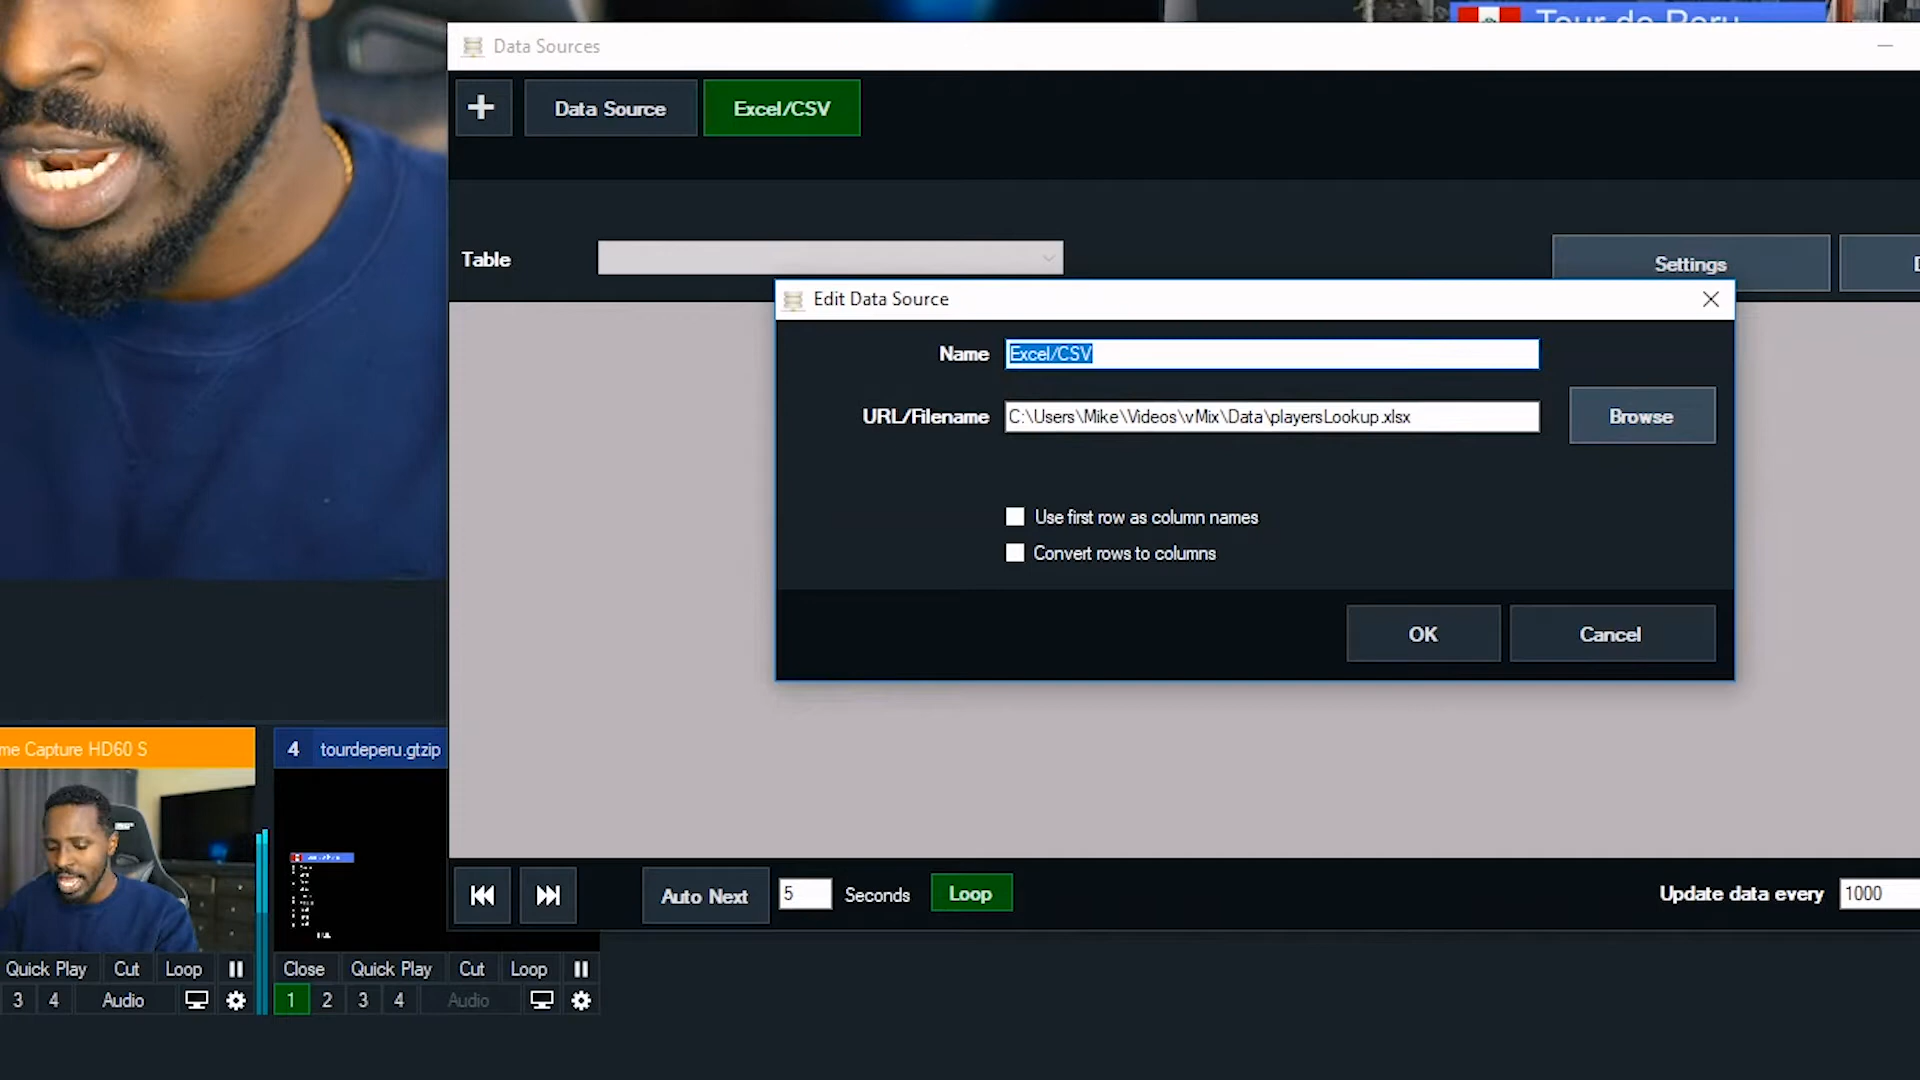 Tour de Peru
Data Sources
Data Source
Excel/CSV
Table
Settings
Edit Data Source
Name
Excel/CSV
URL/Filename
C:\Users\Mike\Videos\vMix\Data\playersLookup.xlsx
Browse
Use first row as column names
Convert rows to columns
OK
Cancel
me Capture HD60 S
4 tourdeperu.gtzip
Auto Next
5
Seconds
Loop
Update data every
1000
Quick Play Cut Loop
3 4 Audio
Close Quick Play Cut Loop
1 2 3 4 Audio